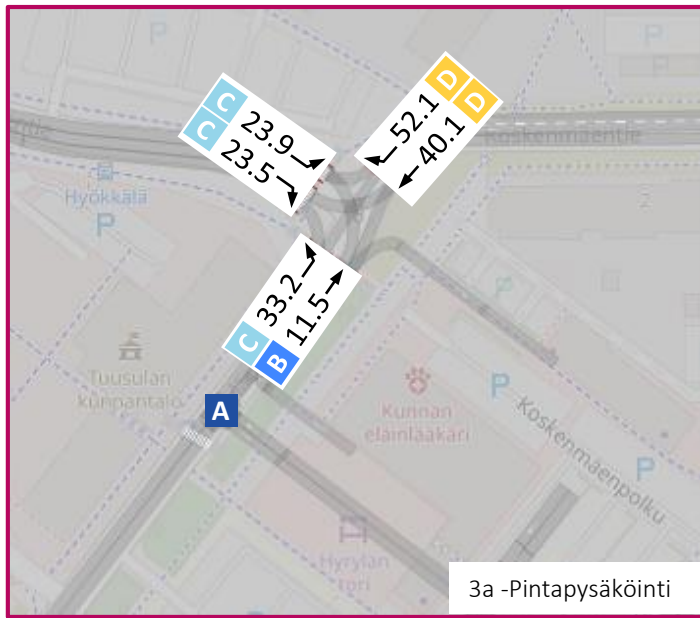 P
P
C 23.9
C 23.5
D 52.1
D 40.1
Koskenmäentie
Hyökkälä
P
C 33.2
B 11.5
Tuusulan
kunnantalo
A
P
Kunnan
eläinlääkäri
P
Koskenmäenpolku
P
Hyrylän
tori
P
3a -Pintapysäköinti